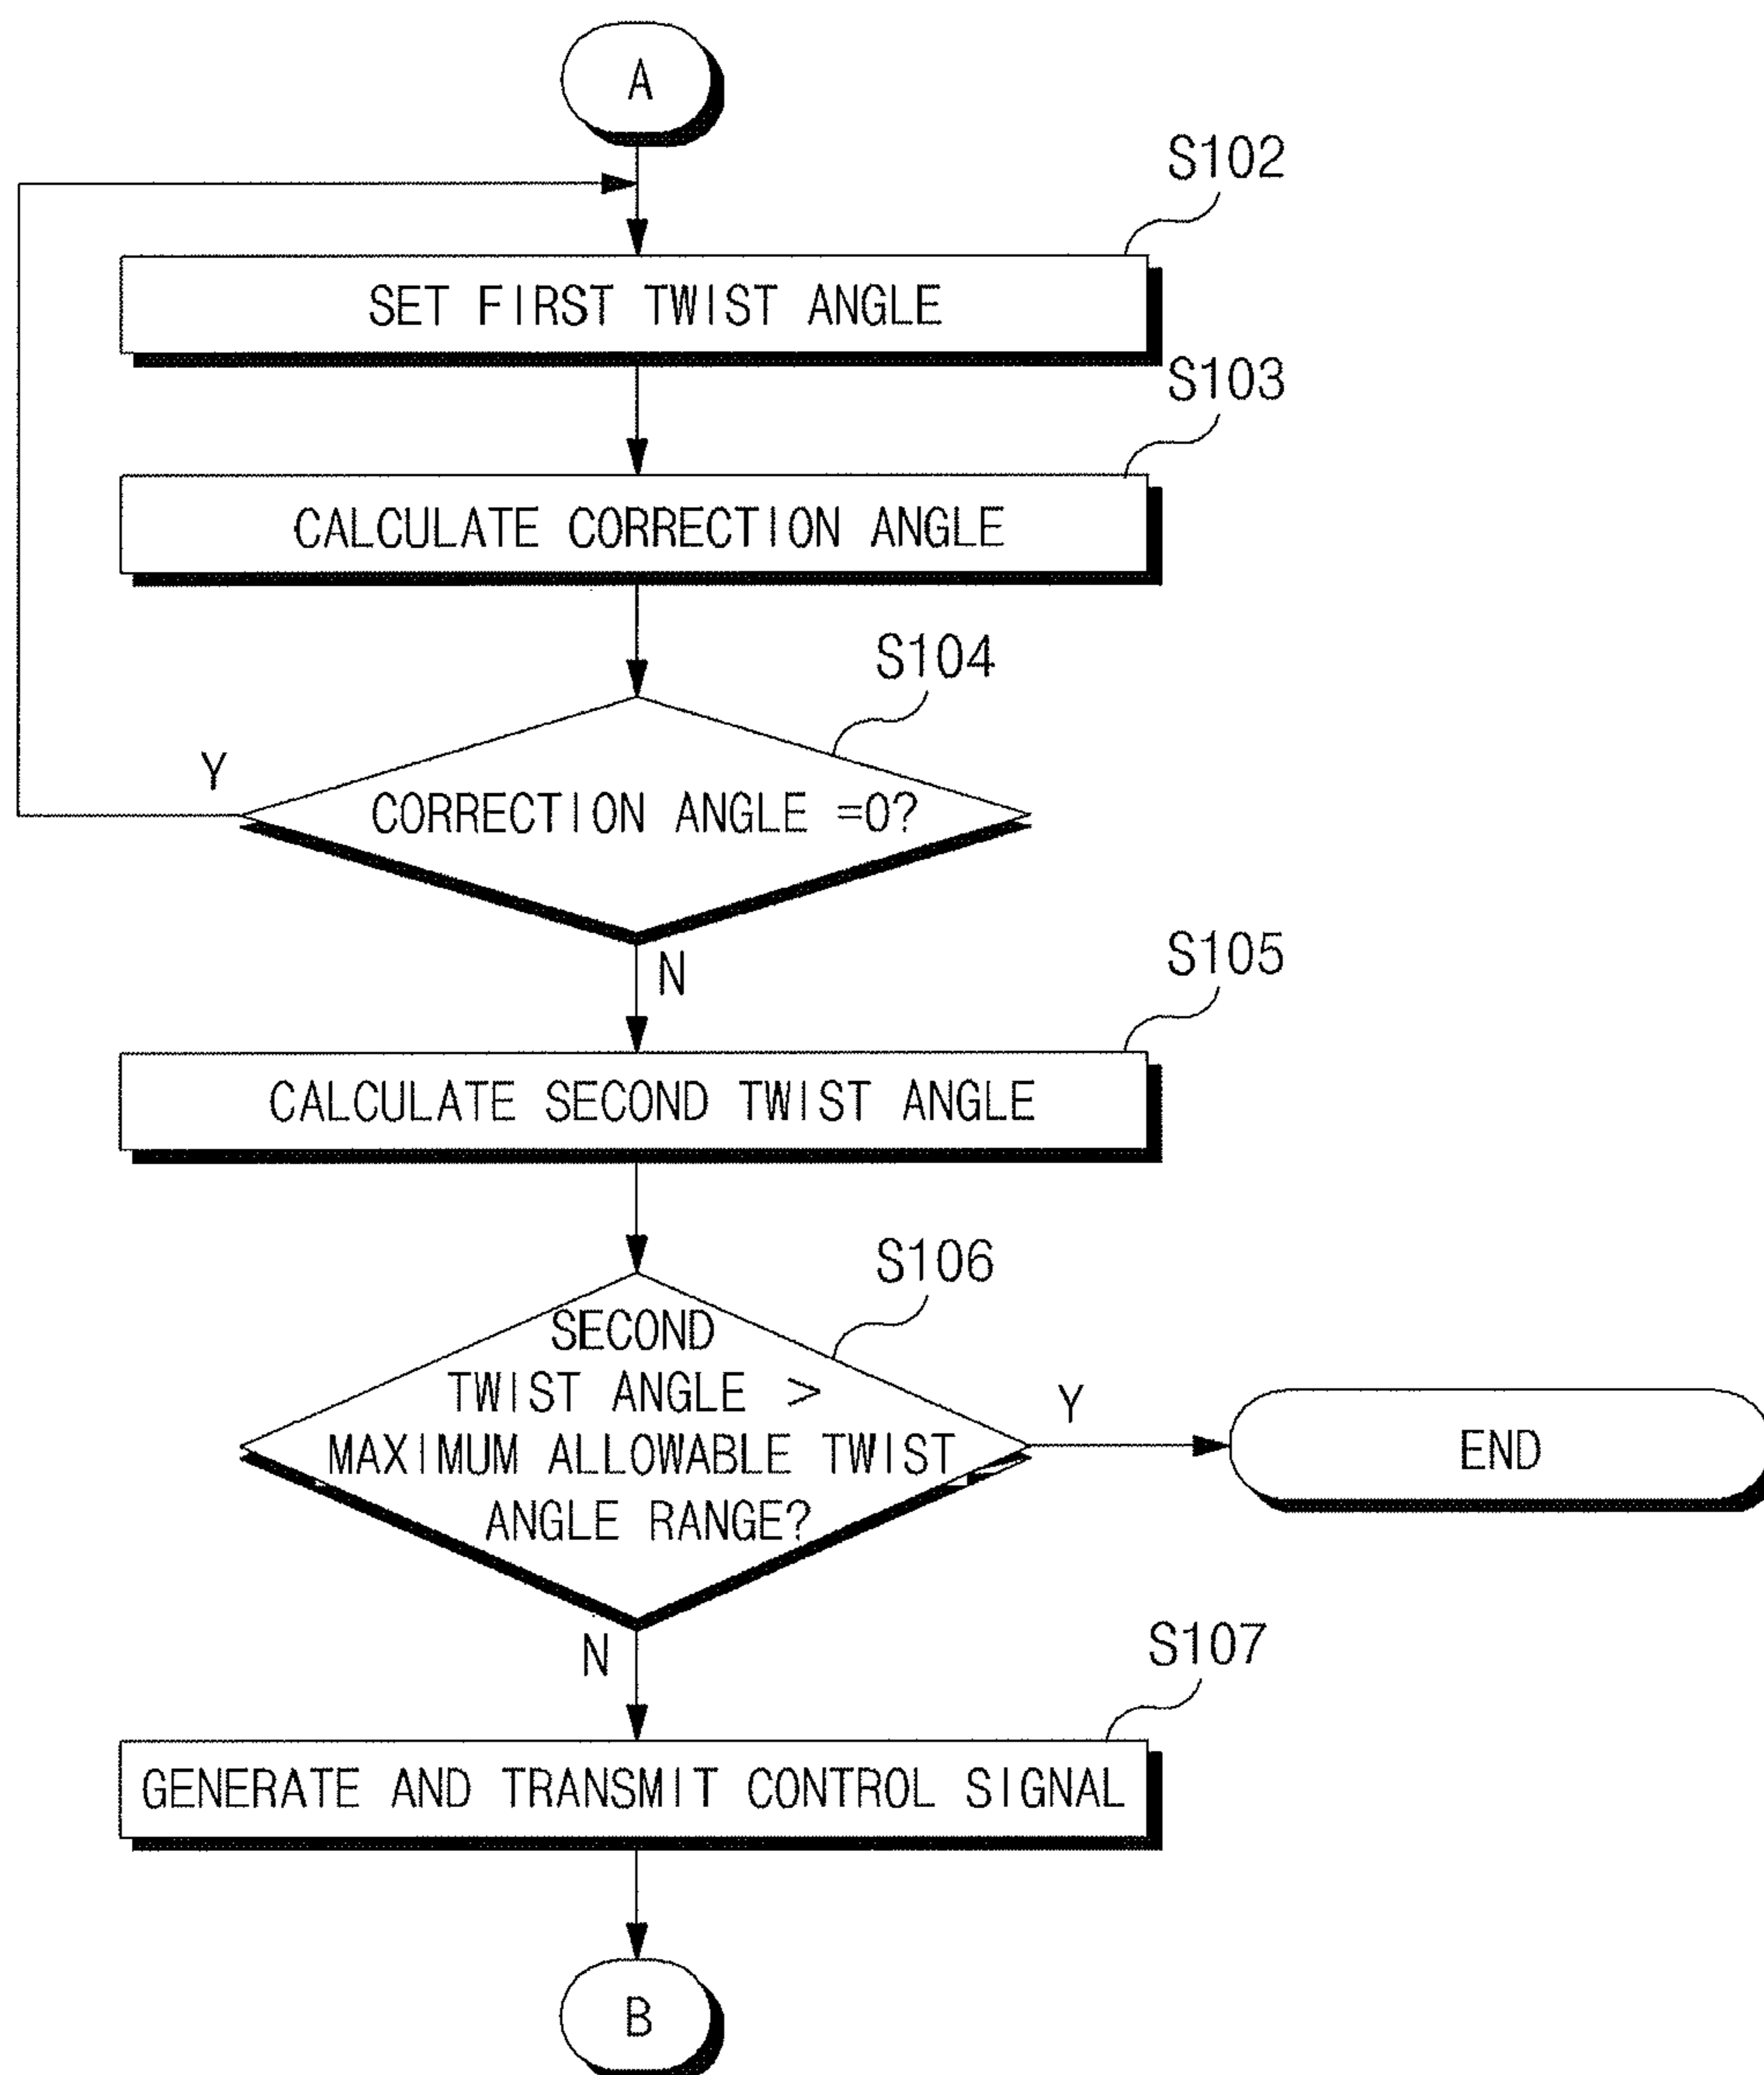 A
S102
SET FIRST TWIST ANGLE
S103
CALCULATE CORRECTION ANGLE
S104
Y
CORRECTION ANGLE =0?
N
S105
CALCULATE SECOND TWIST ANGLE
S106
SECOND
TWIST ANGLE >
MAXIMUM ALLOWABLE TWIST
ANGLE RANGE?
Y
END
N
S107
GENERATE AND TRANSMIT CONTROL SIGNAL
B